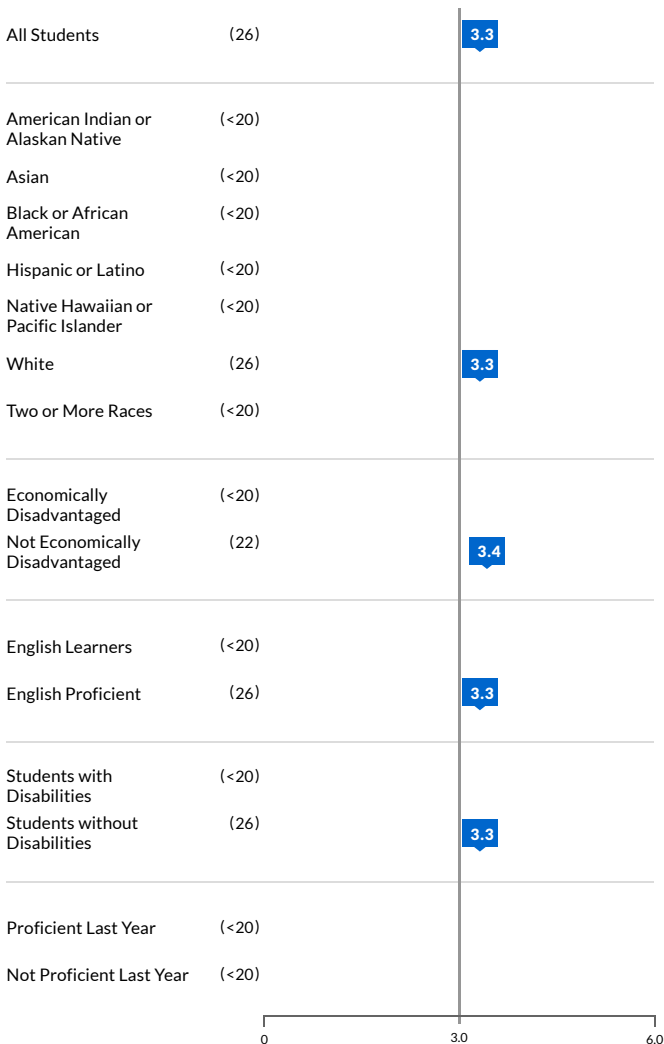 All Students (26) 3.3
American Indian or (<20)
Alaskan Native
Asian (<20)
Black or African (<20)
American
Hispanic or Latino (<20)
Native Hawaiian or (<20)
Pacific Islander
White (26) 3.3
Two or More Races (<20)
Economically (<20)
Disadvantaged
Not Economically (22) 3.4
Disadvantaged
English Learners (<20)
English Proficient (26) 3.3
Students with (<20)
Disabilities
Students without (26) 3.3
Disabilities
Proficient Last Year (<20)
Not Proficient Last Year (<20)
0 3.0 6.0